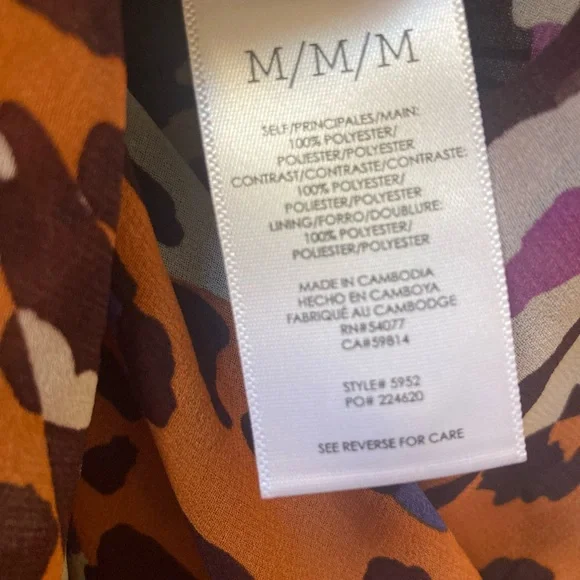 M/M/M
SELF/PRINCIPALES/MAIN:
100% POLYESTER/
POLIESTER/POLYESTER
CONTRAST/CONTRASTE/CONTRASTE:
100% POLYESTER/
POLIESTER/POLYESTER
LINING/FORRO/DOUBLURE:
100% POLYESTER/
POLIESTER/POLYESTER
MADE IN CAMBODIA
HECHO EN CAMBOYA
FABRIQUÉ AU CAMBODGE
RN#54077
CA#59814
STYLE# 5952
PO# 224620
SEE REVERSE FOR CARE